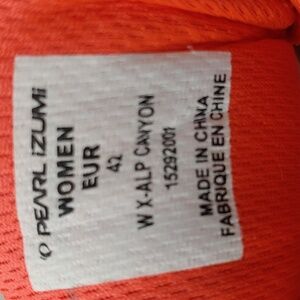 PEARL iZUMi
WOMEN
EUR
42
W X-ALP CANYON
15292001
MADE IN CHINA
FABRIQUE EN CHINE